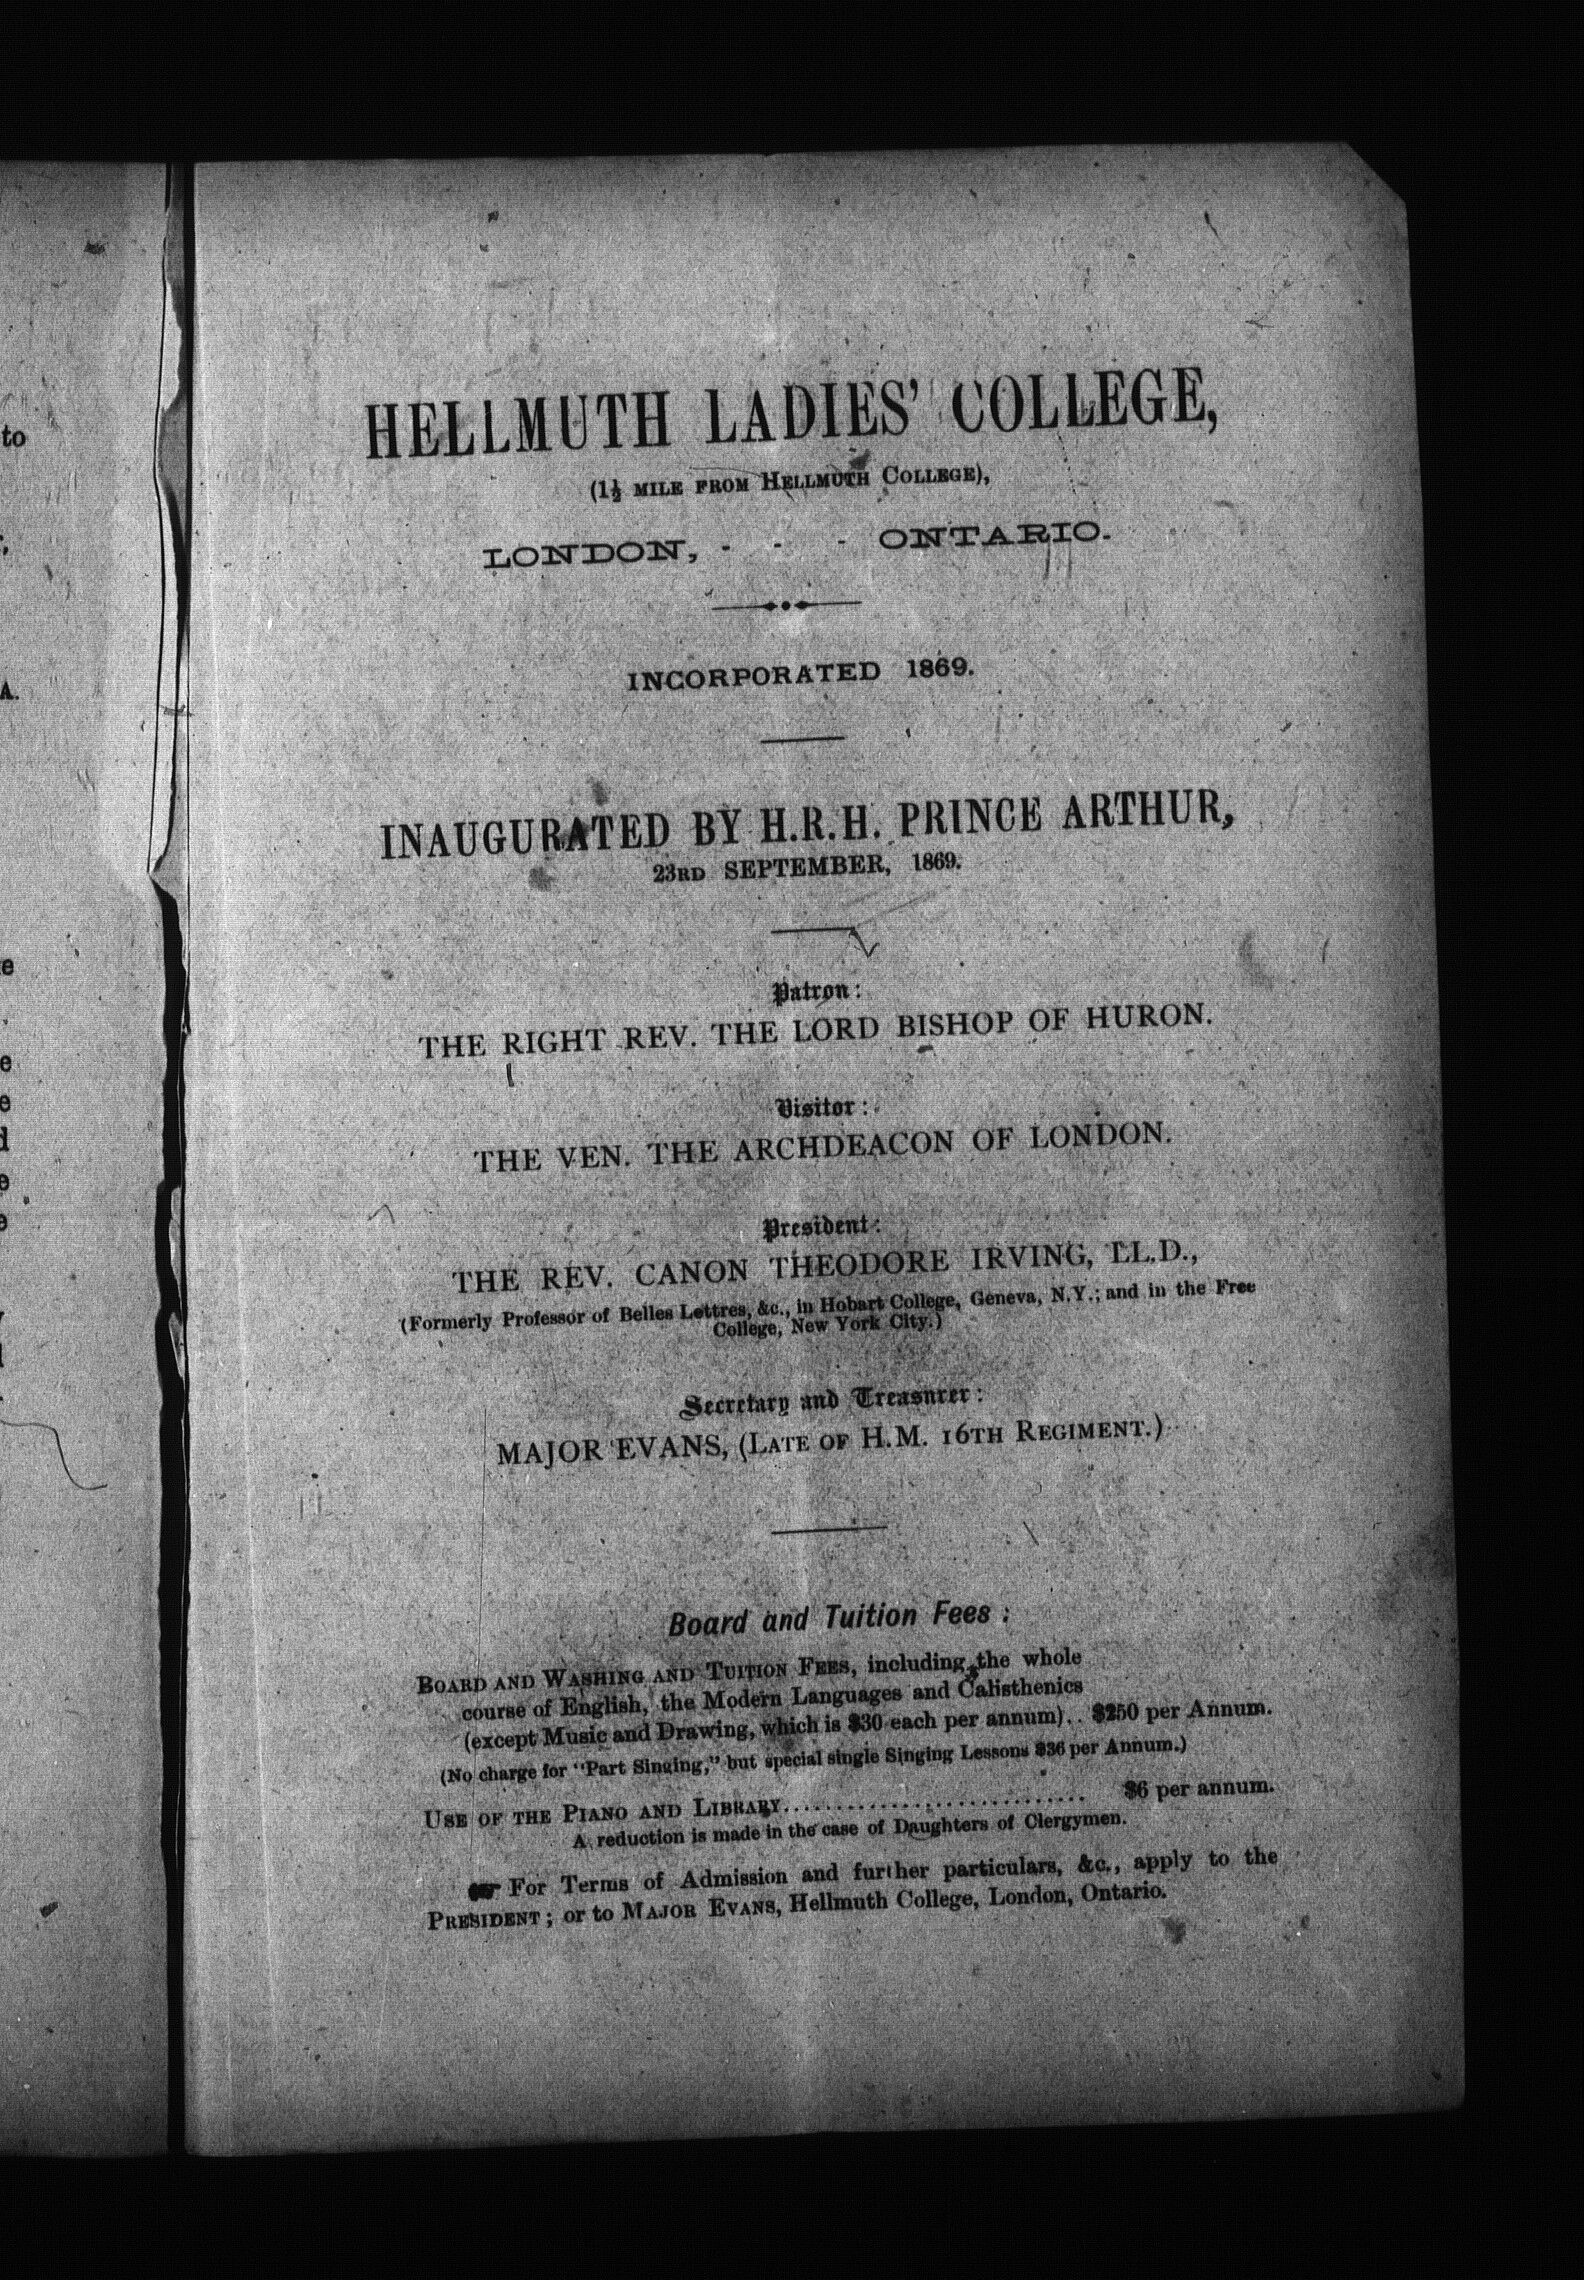 HELLMUTH LADIES' COLLEGE,
(1½ MILE FROM HELLMUTH COLLEGE),
LONDON, - - - ONTARIO.
INCORPORATED 1869.
INAUGURATED BY H.R.H. PRINCE ARTHUR,
23RD SEPTEMBER, 1869.
Patron:
THE RIGHT REV. THE LORD BISHOP OF HURON.
Visitor:
THE VEN. THE ARCHDEACON OF LONDON.
President:
THE REV. CANON THEODORE IRVING, LL.D.,
(Formerly Professor of Belles Lettres, &c., in Hobart College, Geneva, N.Y.; and in the Free
College, New York City.)
Secretary and Treasurer:
MAJOR EVANS, (LATE OF H.M. 16TH REGIMENT.)
Board and Tuition Fees:
BOARD AND WASHING AND TUITION FEES, including the whole
course of English, the Modern Languages and Calisthenics
(except Music and Drawing, which is $30 each per annum).. $250 per Annum.
(No charge for "Part Singing," but special single Singing Lessons $36 per Annum.)
USE OF THE PIANO AND LIBRARY............................. $6 per annum.
A reduction is made in the case of Daughters of Clergymen.
☞ For Terms of Admission and further particulars, &c., apply to the
PRESIDENT; or to MAJOR EVANS, Hellmuth College, London, Ontario.